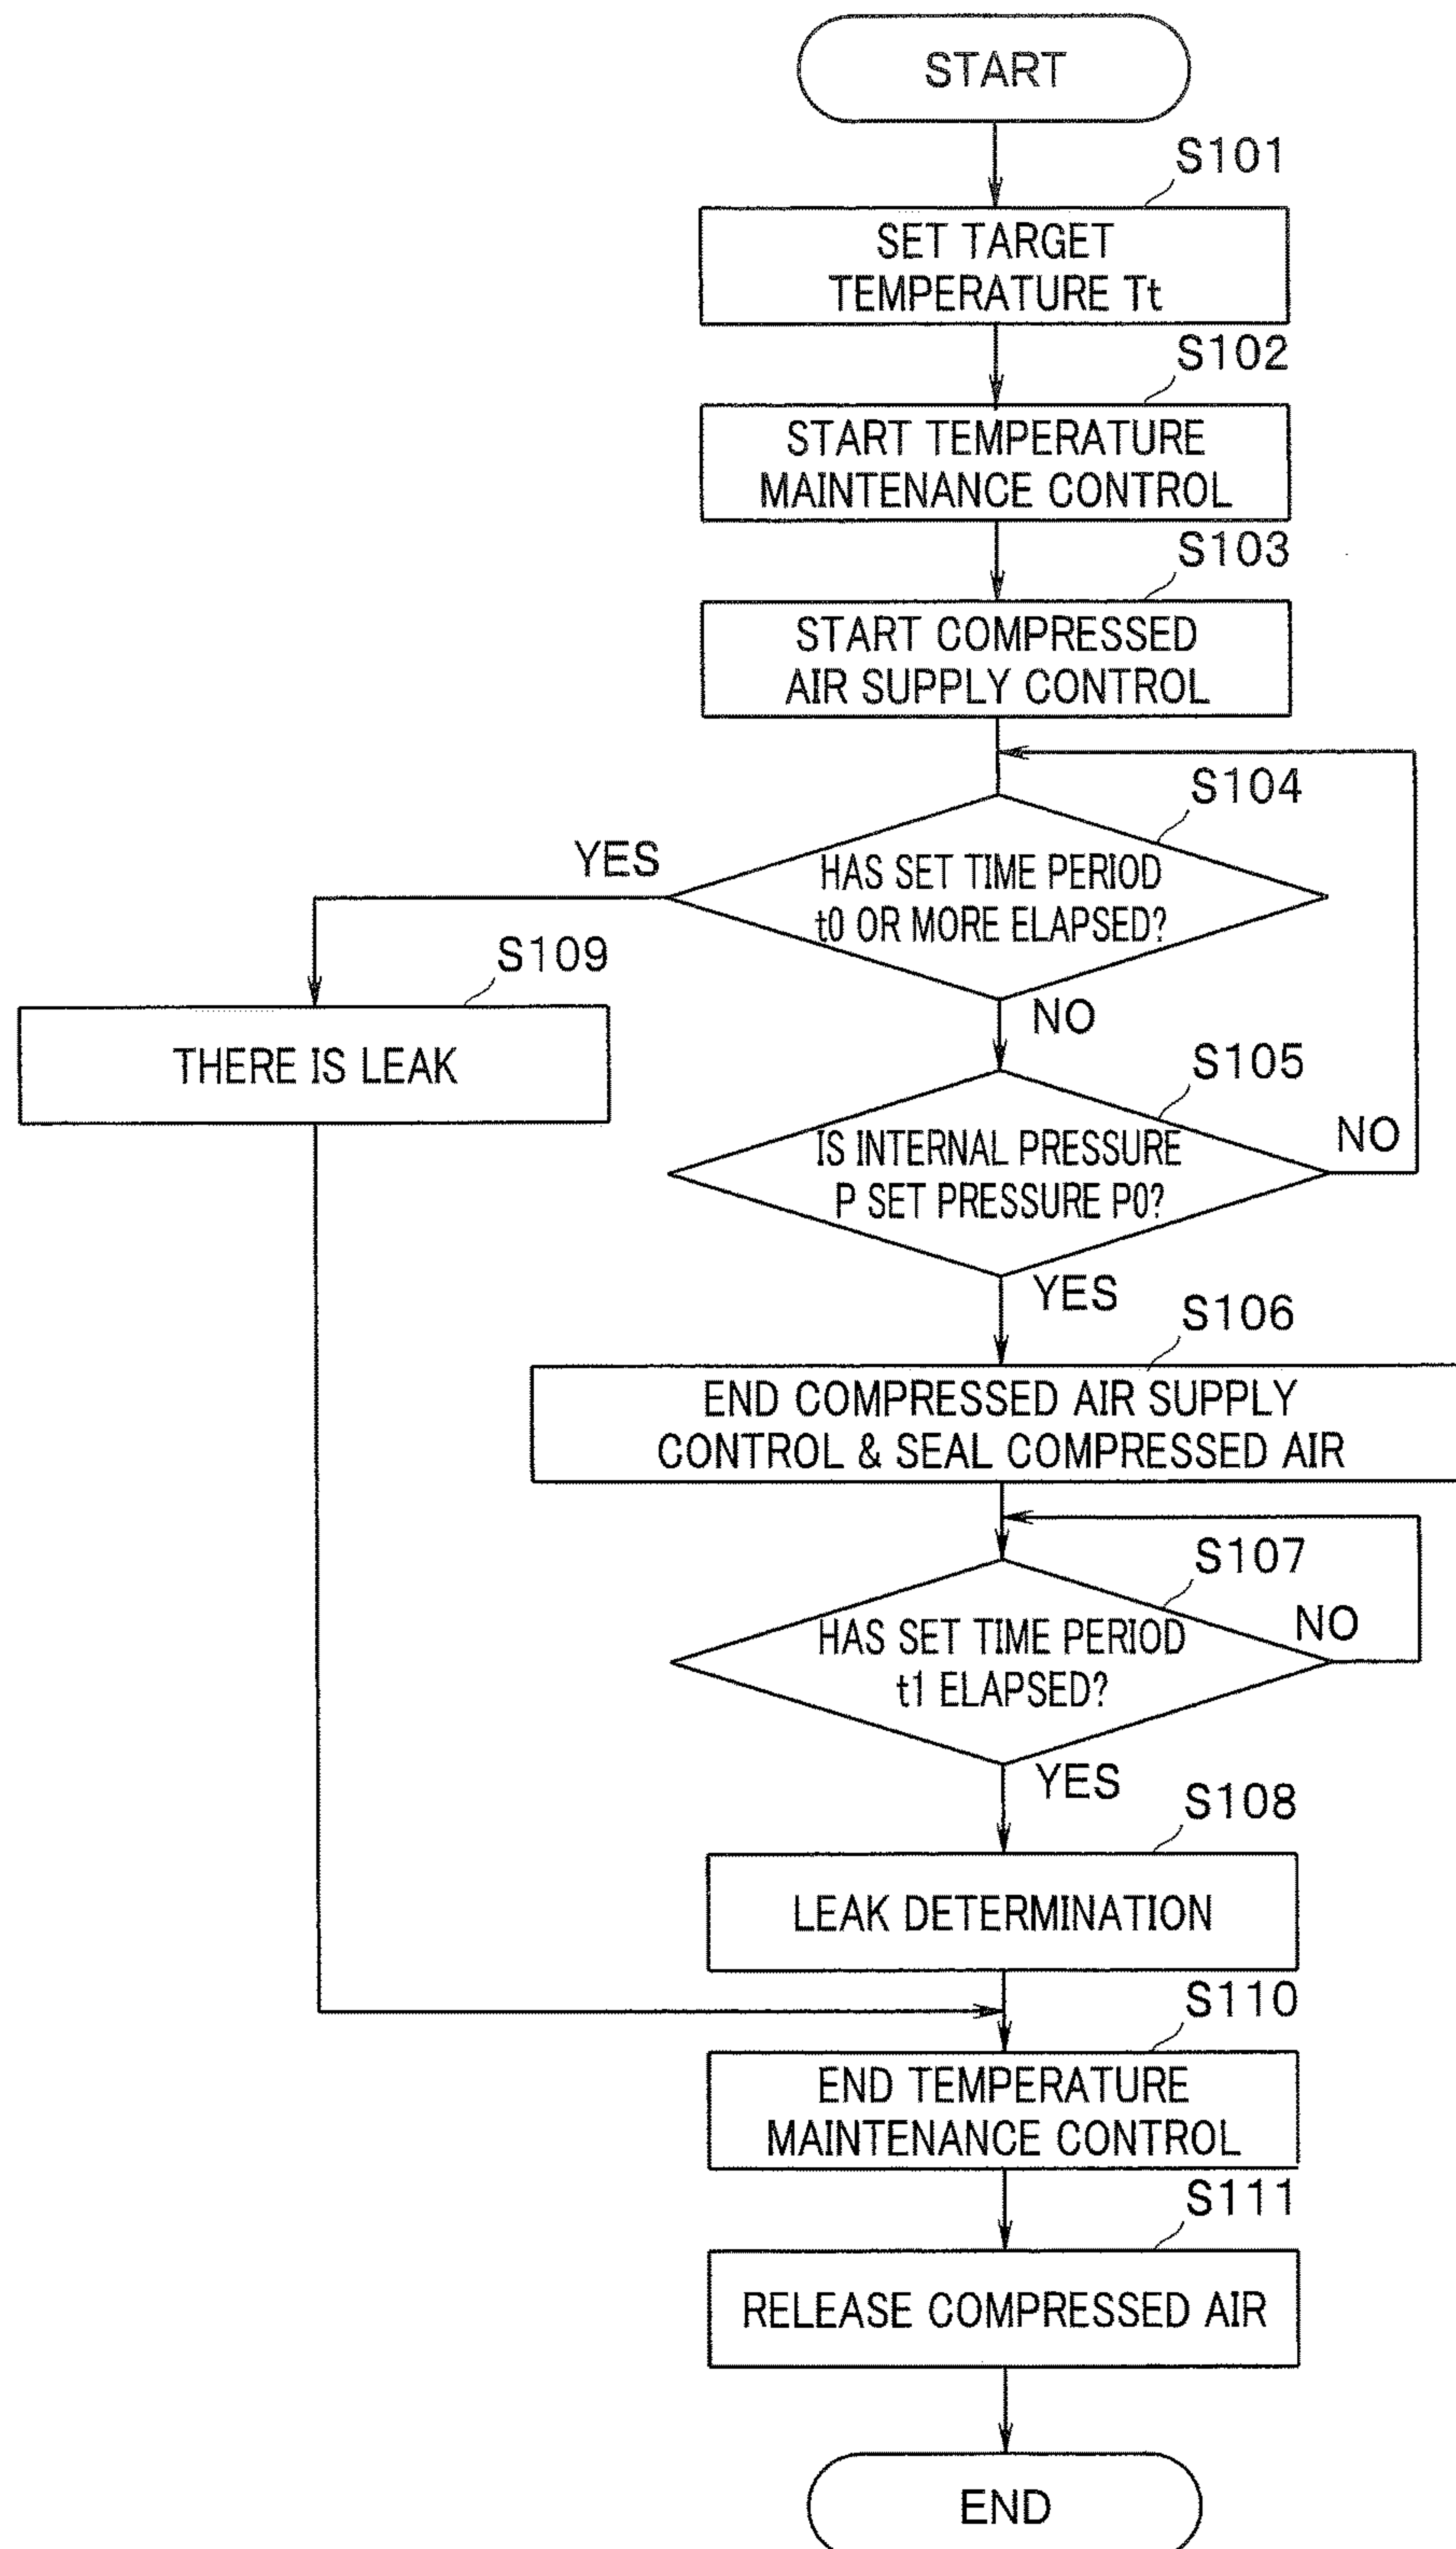 START
S101
SET TARGET
TEMPERATURE Tt
S102
START TEMPERATURE
MAINTENANCE CONTROL
S103
START COMPRESSED
AIR SUPPLY CONTROL
S104
YES
HAS SET TIME PERIOD
t0 OR MORE ELAPSED?
S109
THERE IS LEAK
NO
S105
IS INTERNAL PRESSURE
P SET PRESSURE P0?
NO
YES
S106
END COMPRESSED AIR SUPPLY
CONTROL & SEAL COMPRESSED AIR
S107
HAS SET TIME PERIOD
t1 ELAPSED?
NO
YES
S108
LEAK DETERMINATION
S110
END TEMPERATURE
MAINTENANCE CONTROL
S111
RELEASE COMPRESSED AIR
END